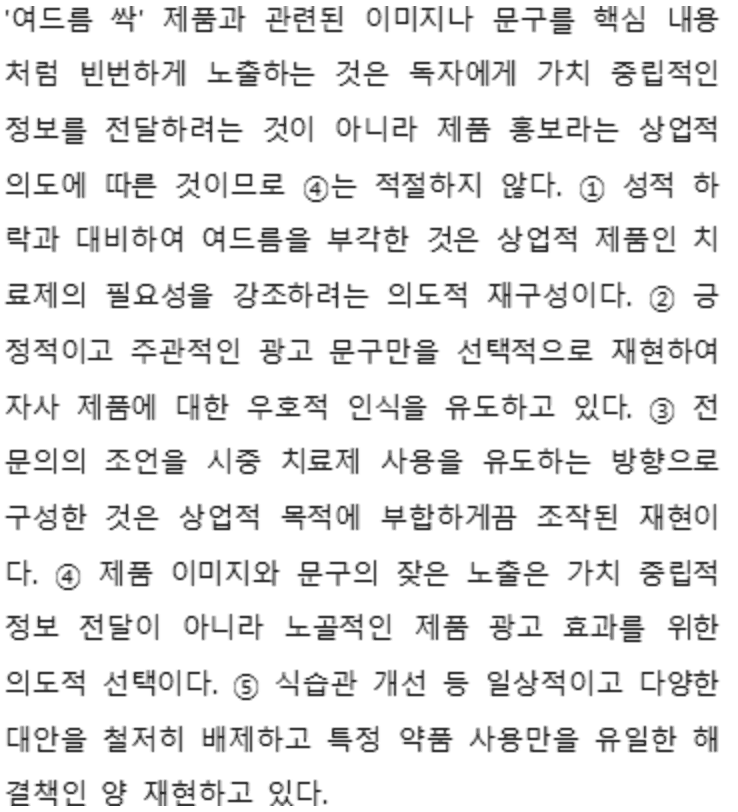 '여드름 싹' 제품과 관련된 이미지나 문구를 핵심 내용
처럼 빈번하게 노출하는 것은 독자에게 가치 중립적인
정보를 전달하려는 것이 아니라 제품 홍보라는 상업적
의도에 따른 것이므로 ④는 적절하지 않다. ① 성적 하
락과 대비하여 여드름을 부각한 것은 상업적 제품인 치
료제의 필요성을 강조하려는 의도적 재구성이다. ② 긍
정적이고 주관적인 광고 문구만을 선택적으로 재현하여
자사 제품에 대한 우호적 인식을 유도하고 있다. ③ 전
문의의 조언을 시중 치료제 사용을 유도하는 방향으로
구성한 것은 상업적 목적에 부합하게끔 조작된 재현이
다. ④ 제품 이미지와 문구의 잦은 노출은 가치 중립적
정보 전달이 아니라 노골적인 제품 광고 효과를 위한
의도적 선택이다. ⑤ 식습관 개선 등 일상적이고 다양한
대안을 철저히 배제하고 특정 약품 사용만을 유일한 해
결책인 양 재현하고 있다.